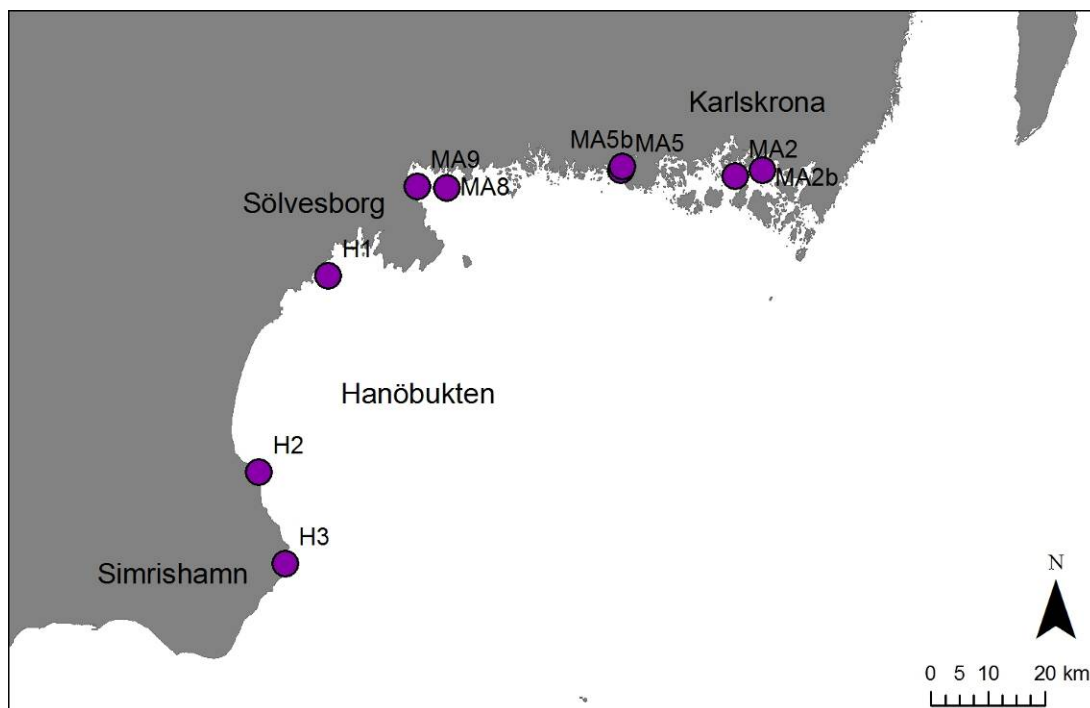 Karlskrona
MA5b MA5
MA2
MA9
MA2b
MA8
Sölvesborg
H1
Hanöbukten
H2
H3
Simrishamn
N
0 5 10 20 km